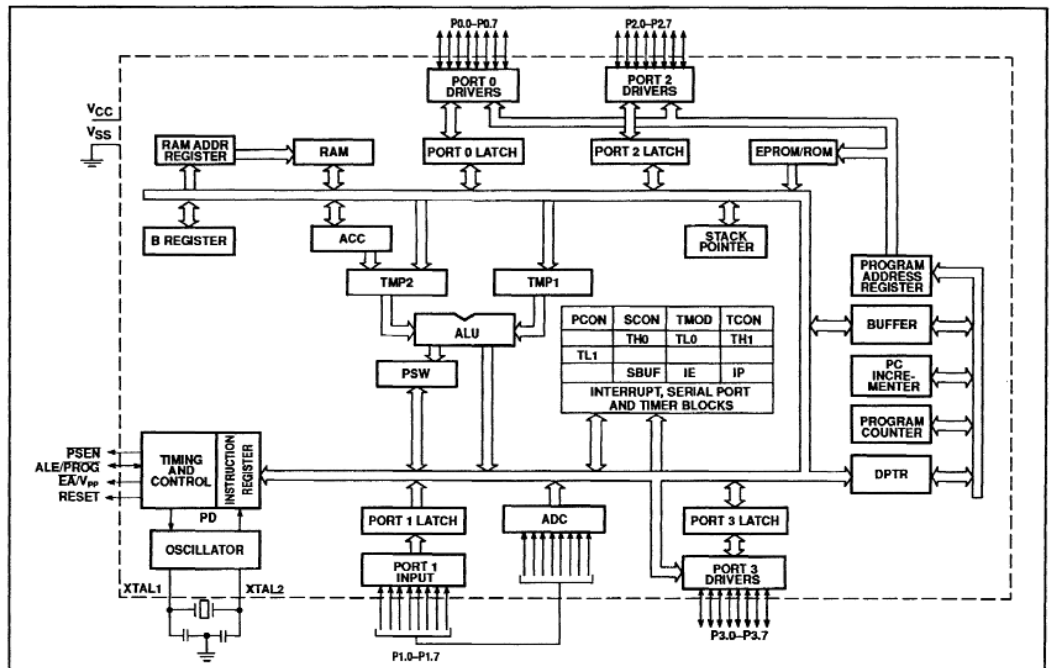 P0.0–P0.7
P2.0–P2.7
PORT 0
DRIVERS
PORT 2
DRIVERS
VCC
VSS
RAM ADDR
REGISTER
RAM
PORT 0 LATCH
PORT 2 LATCH
EPROM/ROM
B REGISTER
ACC
STACK
POINTER
TMP2
TMP1
PROGRAM
ADDRESS
REGISTER
ALU
PCON SCON TMOD TCON
TH0 TL0 TH1
TL1
SBUF IE IP
INTERRUPT, SERIAL PORT
AND TIMER BLOCKS
BUFFER
PSW
PC
INCRE-
MENTER
PROGRAM
COUNTER
PSEN
ALE/PROG
EA/VPP
RESET
TIMING
AND
CONTROL
INSTRUCTION
REGISTER
DPTR
PD
PORT 1 LATCH
ADC
PORT 3 LATCH
OSCILLATOR
PORT 1
INPUT
PORT 3
DRIVERS
XTAL1
XTAL2
P1.0–P1.7
P3.0–P3.7